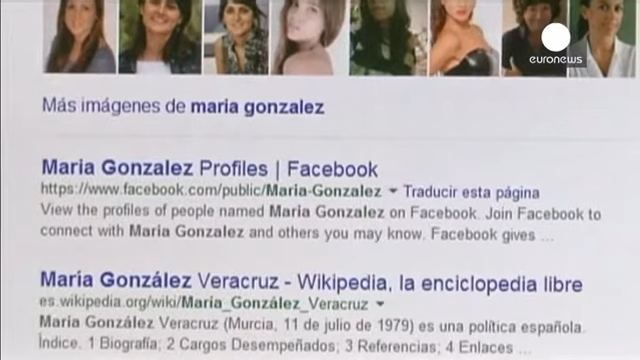 euronews
Más imágenes de maria gonzalez
Maria Gonzalez Profiles | Facebook
https://www.facebook.com/public/Maria-Gonzalez Traducir esta página
View the profiles of people named Maria Gonzalez on Facebook. Join Facebook to
connect with Maria Gonzalez and others you may know. Facebook gives ...
María González Veracruz - Wikipedia, la enciclopedia libre
es.wikipedia.org/wiki/María_González_Veracruz
María González Veracruz (Murcia, 11 de julio de 1979) es una política española.
Índice. 1 Biografía; 2 Cargos Desempeñados; 3 Referencias; 4 Enlaces ...